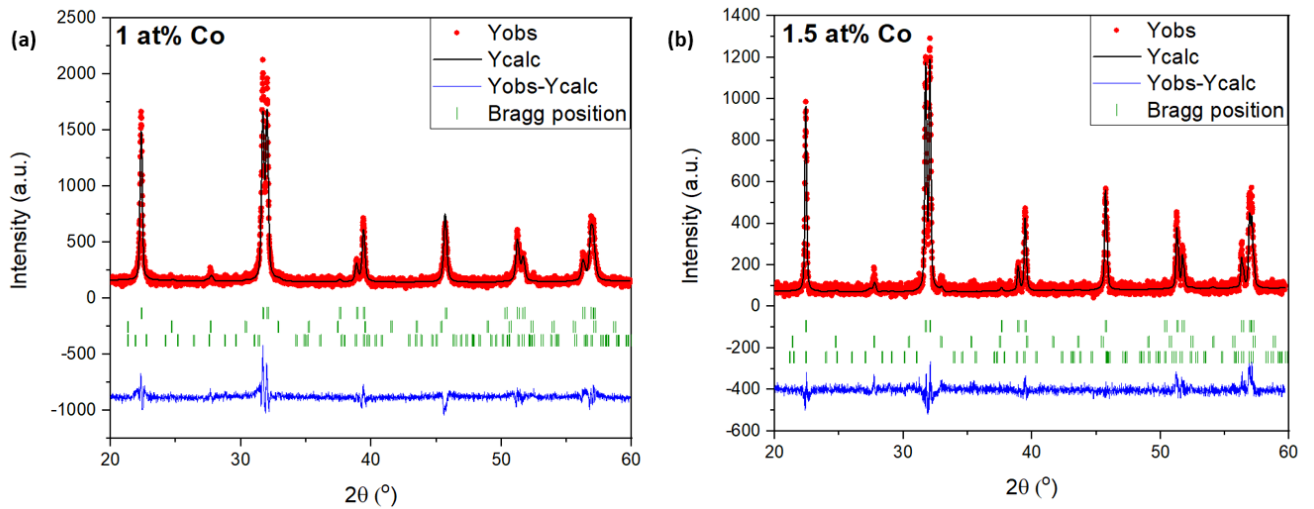 (a)
1 at% Co
Yobs
Ycalc
Yobs-Ycalc
Bragg position
Intensity (a.u.)
2500
2000
1500
1000
500
0
-500
-1000
20 30 40 50 60
2θ (°)
(b)
1.5 at% Co
Yobs
Ycalc
Yobs-Ycalc
Bragg position
Intensity (a.u.)
1400
1200
1000
800
600
400
200
0
-200
-400
-600
20 30 40 50 60
2θ (°)